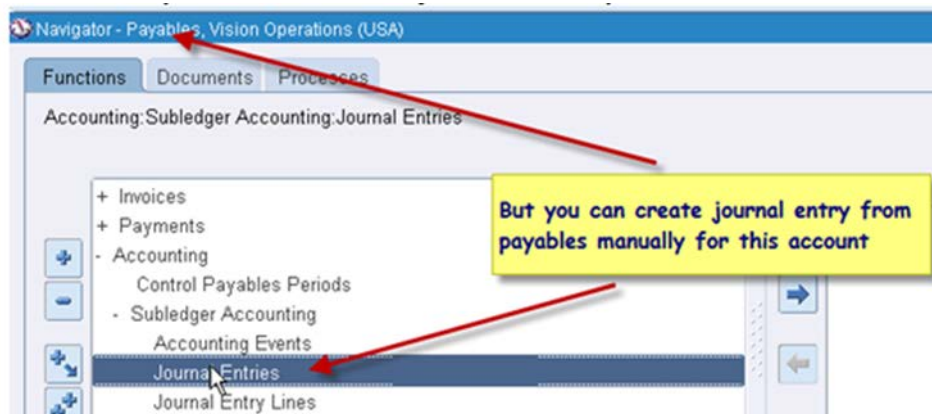 Navigator - Payables, Vision Operations (USA)
Functions Documents Processes
Accounting:Subledger Accounting:Journal Entries
+ Invoices
+ Payments
- Accounting
Control Payables Periods
- Subledger Accounting
Accounting Events
Journal Entries
Journal Entry Lines
But you can create journal entry from
payables manually for this account